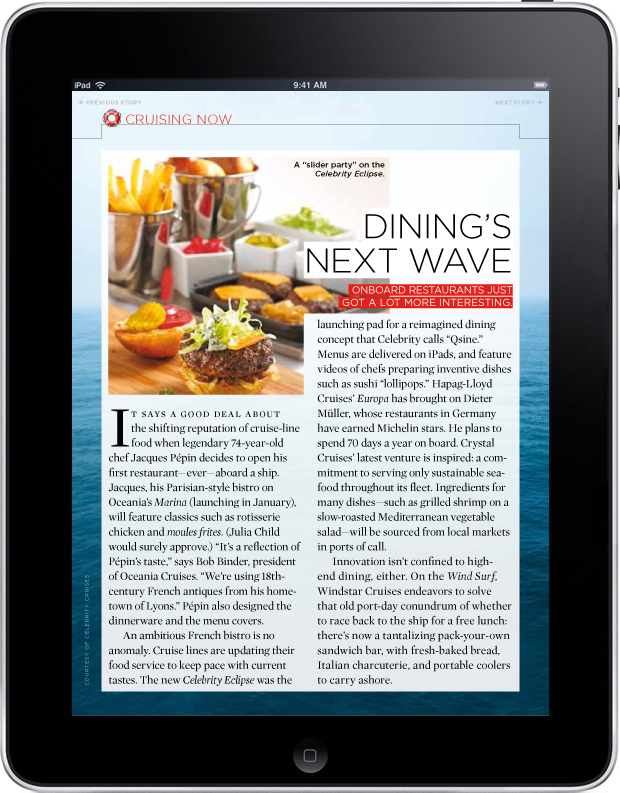 iPad
9:41 AM
← PREVIOUS STORY
NEXT STORY →
CRUISING NOW
A “slider party” on the
Celebrity Eclipse.
DINING’S
NEXT WAVE
ONBOARD RESTAURANTS JUST
GOT A LOT MORE INTERESTING.
IT SAYS A GOOD DEAL ABOUT
the shifting reputation of cruise-line
food when legendary 74-year-old
chef Jacques Pépin decides to open his
first restaurant—ever—aboard a ship.
Jacques, his Parisian-style bistro on
Oceania’s Marina (launching in January),
will feature classics such as rotisserie
chicken and moules frites. (Julia Child
would surely approve.) “It’s a reflection of
Pépin’s taste,” says Bob Binder, president
of Oceania Cruises. “We’re using 18th-
century French antiques from his home-
town of Lyons.” Pépin also designed the
dinnerware and the menu covers.
An ambitious French bistro is no
anomaly. Cruise lines are updating their
food service to keep pace with current
tastes. The new Celebrity Eclipse was the
launching pad for a reimagined dining
concept that Celebrity calls “Qsine.”
Menus are delivered on iPads, and feature
videos of chefs preparing inventive dishes
such as sushi “lollipops.” Hapag-Lloyd
Cruises’ Europa has brought on Dieter
Müller, whose restaurants in Germany
have earned Michelin stars. He plans to
spend 70 days a year on board. Crystal
Cruises’ latest venture is inspired: a com-
mitment to serving only sustainable sea-
food throughout its fleet. Ingredients for
many dishes—such as grilled shrimp on a
slow-roasted Mediterranean vegetable
salad—will be sourced from local markets
in ports of call.
Innovation isn’t confined to high-
end dining, either. On the Wind Surf,
Windstar Cruises endeavors to solve
that old port-day conundrum of whether
to race back to the ship for a free lunch:
there’s now a tantalizing pack-your-own
sandwich bar, with fresh-baked bread,
Italian charcuterie, and portable coolers
to carry ashore.
COURTESY OF CELEBRITY CRUISES